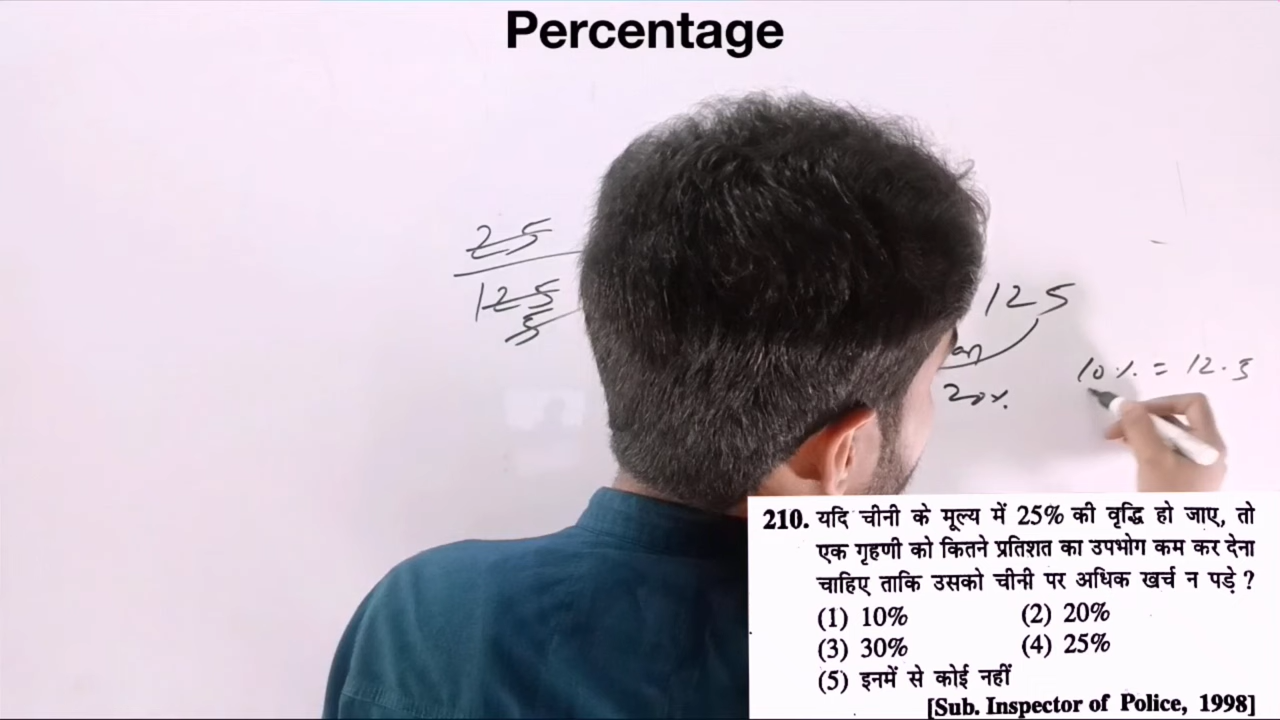 Percentage
25
125
5
125
20%
10% = 12.5
210. यदि चीनी के मूल्य में 25% की वृद्धि हो जाए, तो
एक गृहणी को कितने प्रतिशत का उपभोग कम कर देना
चाहिए ताकि उसको चीनी पर अधिक खर्च न पड़े ?
(1) 10% (2) 20%
(3) 30% (4) 25%
(5) इनमें से कोई नहीं
[Sub. Inspector of Police, 1998]